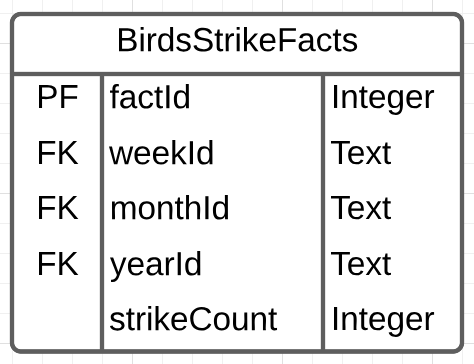 BirdsStrikeFacts
PF factId Integer
FK weekId Text
FK monthId Text
FK yearId Text
strikeCount Integer